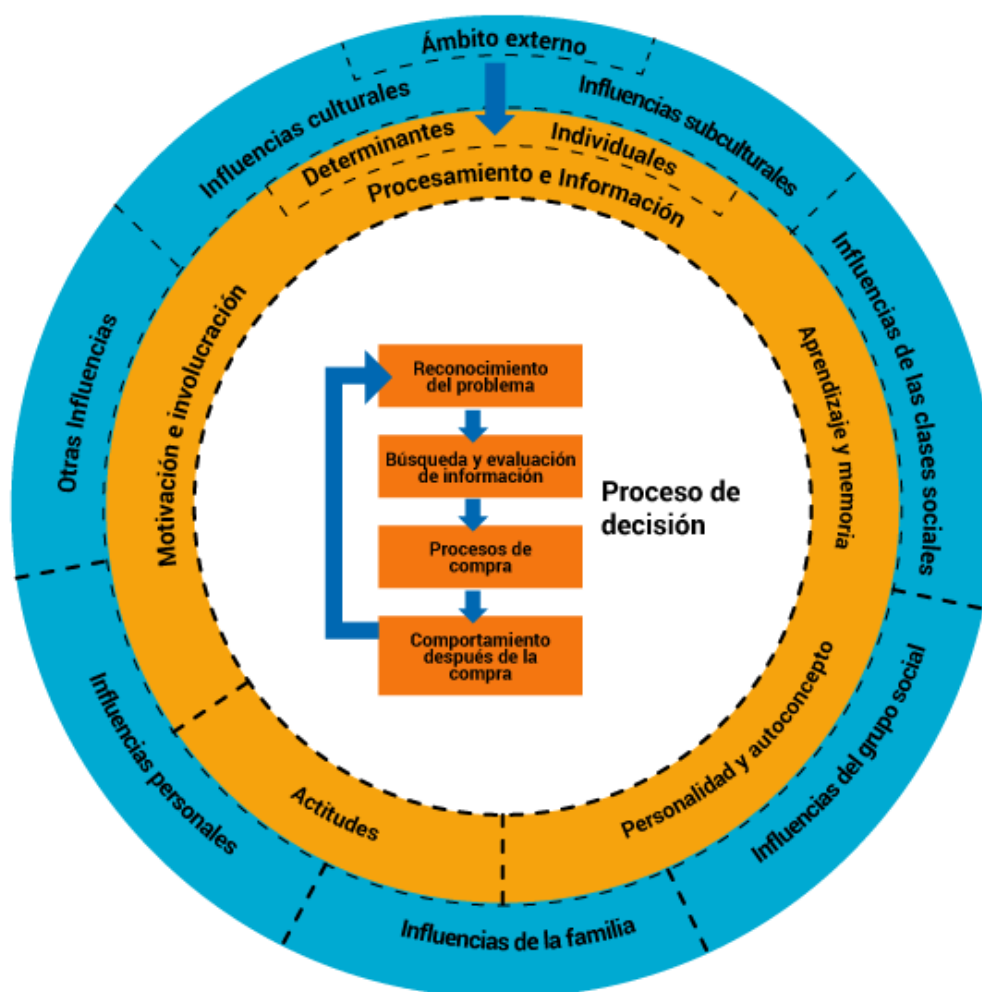 Ámbito externo
Influencias culturales
Influencias subculturales
Determinantes
Individuales
Procesamiento e Información
Influencias de las clases sociales
Otras Influencias
Motivación e involucración
Aprendizaje y memoria
Reconocimiento
del problema
Búsqueda y evaluación
de información
Procesos de
compra
Comportamiento
después de la
compra
Proceso de
decisión
Influencias personales
Actitudes
Personalidad y autoconcepto
Influencias del grupo social
Influencias de la familia